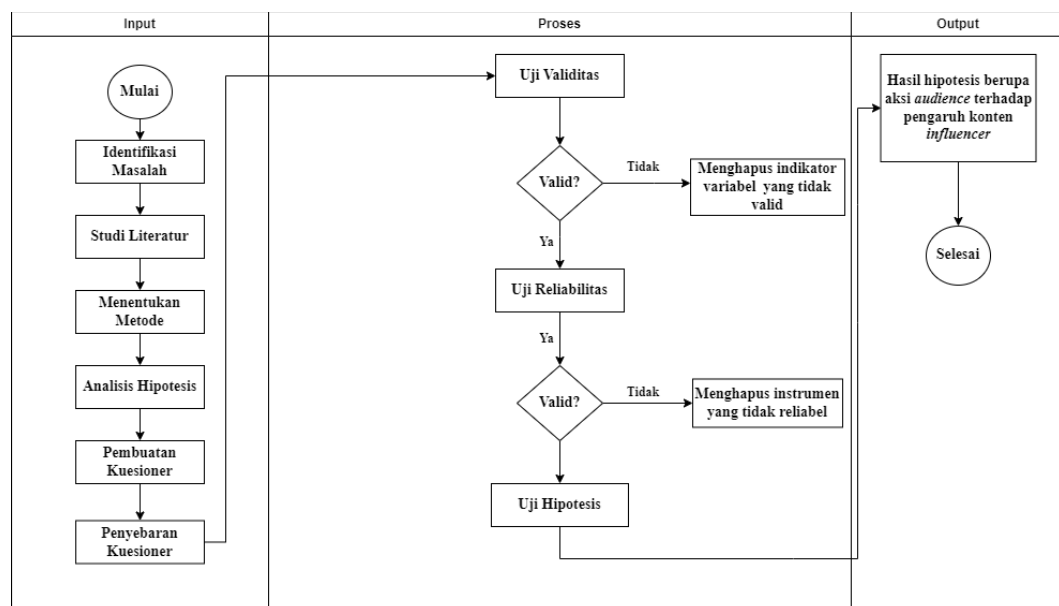 Input
Proses
Output
Mulai
Identifikasi
Masalah
Studi Literatur
Menentukan
Metode
Analisis Hipotesis
Pembuatan
Kuesioner
Penyebaran
Kuesioner
Uji Validitas
Valid?
Tidak
Menghapus indikator
variabel yang tidak
valid
Ya
Uji Reliabilitas
Ya
Valid?
Tidak
Menghapus instrumen
yang tidak reliabel
Uji Hipotesis
Hasil hipotesis berupa
aksi audience terhadap
pengaruh konten
influencer
Selesai